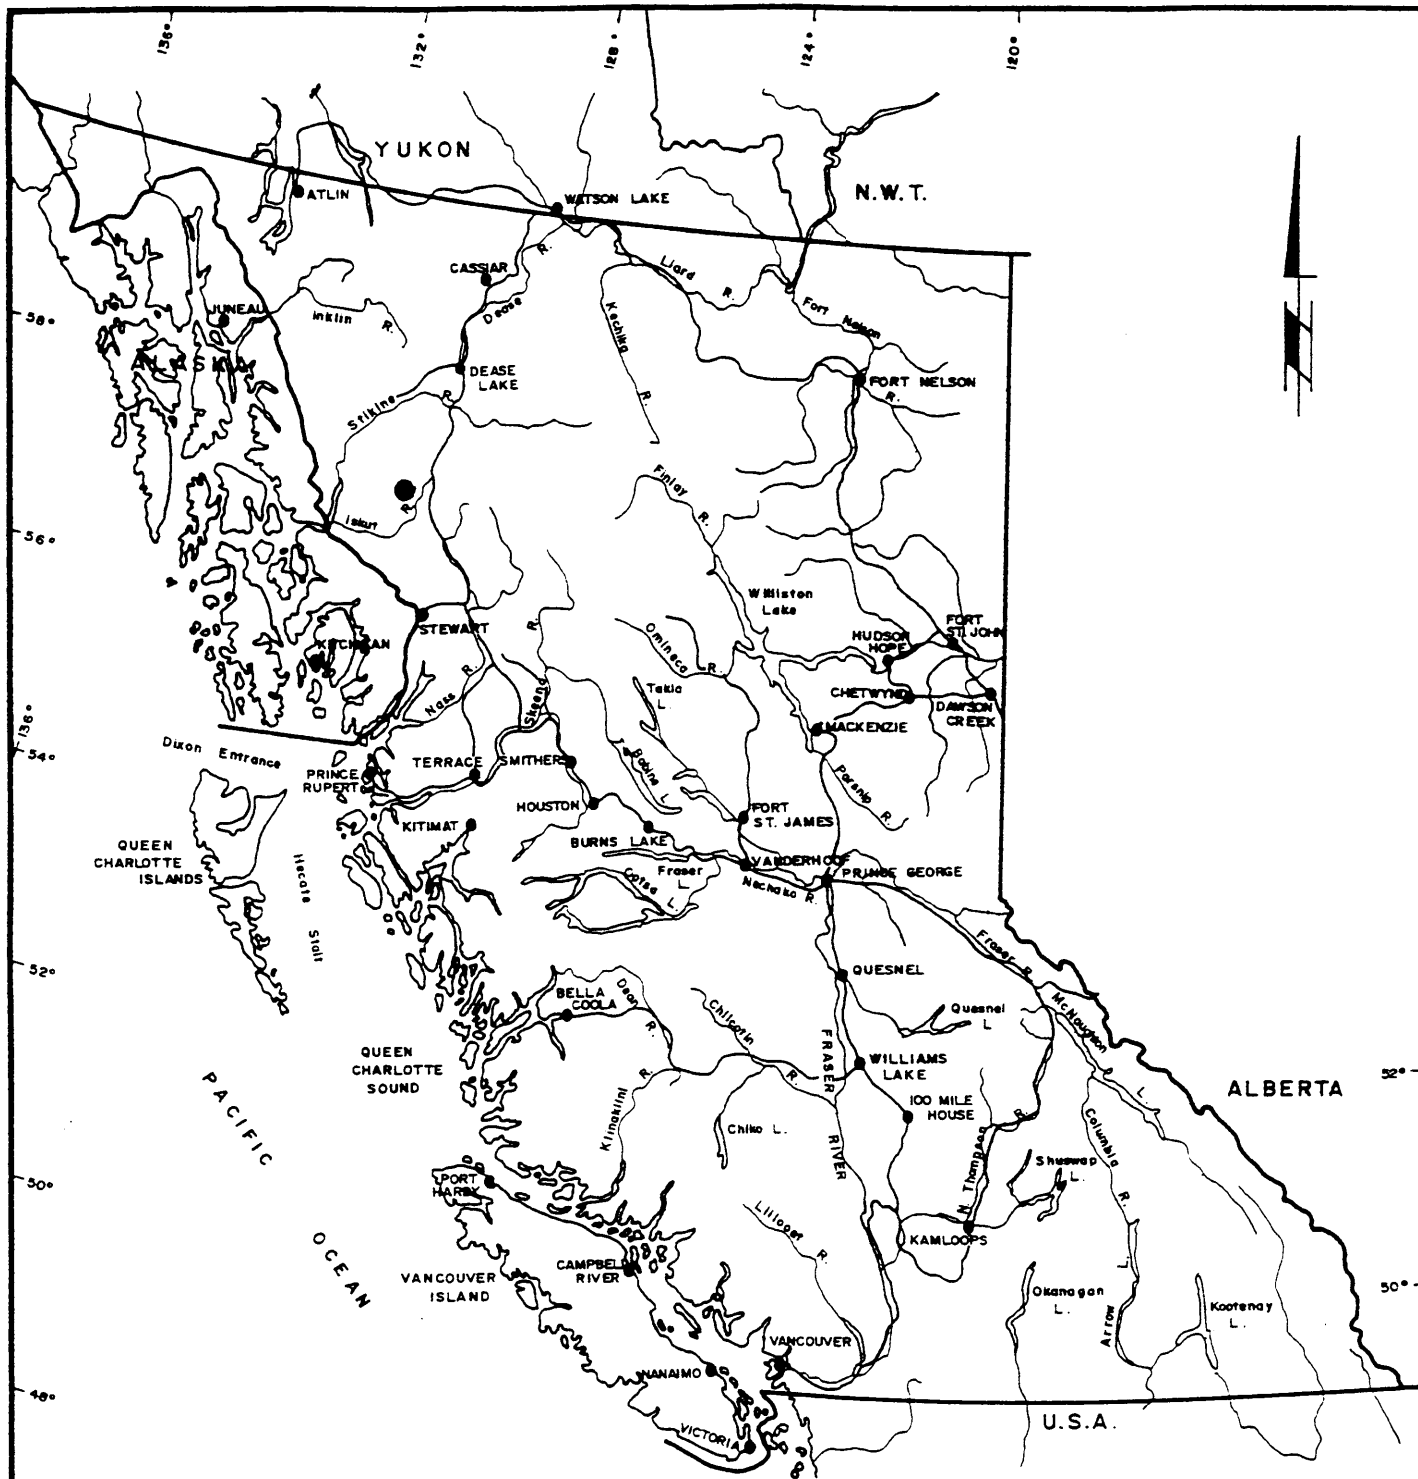 136°
132°
128°
124°
120°
YUKON
N.W.T.
ATLIN
WATSON LAKE
CASSIAR
Dease
R.
Liard
R.
Kechika
R.
Fort Nelson
R.
FORT NELSON
58°
JUNEAU
ALASKA
Inklin
R.
DEASE
LAKE
Stikine
R.
Iskut
R.
Finlay
R.
56°
Williston
Lake
STEWART
KETCHIKAN
Omineca
R.
HUDSON
HOPE
FORT
ST. JOHN
CHETWYND
DAWSON
CREEK
MACKENZIE
Parsnip
R.
Takla
L.
Nass
R.
Skeena
R.
136°
54°
Dixon Entrance
PRINCE
RUPERT
TERRACE
SMITHERS
Babine L.
HOUSTON
KITIMAT
FORT
ST. JAMES
BURNS LAKE
VANDERHOOF
Fraser
L.
Nechako R.
PRINCE GEORGE
Ootsa
L.
QUEEN
CHARLOTTE
ISLANDS
Hecate
Stait
Fraser R.
52°
QUESNEL
Quesnel
L.
McNaughton
L.
BELLA
COOLA
Dean
R.
Chilcotin
R.
FRASER
RIVER
WILLIAMS
LAKE
100 MILE
HOUSE
QUEEN
CHARLOTTE
SOUND
52°
ALBERTA
Klinaklini
R.
Chiko L.
N. Thompson
R.
Shuswap
L.
Columbia
R.
PACIFIC
OCEAN
50°
PORT
HARDY
Lillooet
R.
KAMLOOPS
CAMPBELL
RIVER
VANCOUVER
ISLAND
Okanagan
L.
Arrow
L.
Kootenay
L.
50°
VANCOUVER
NANAIMO
48°
VICTORIA
U.S.A.